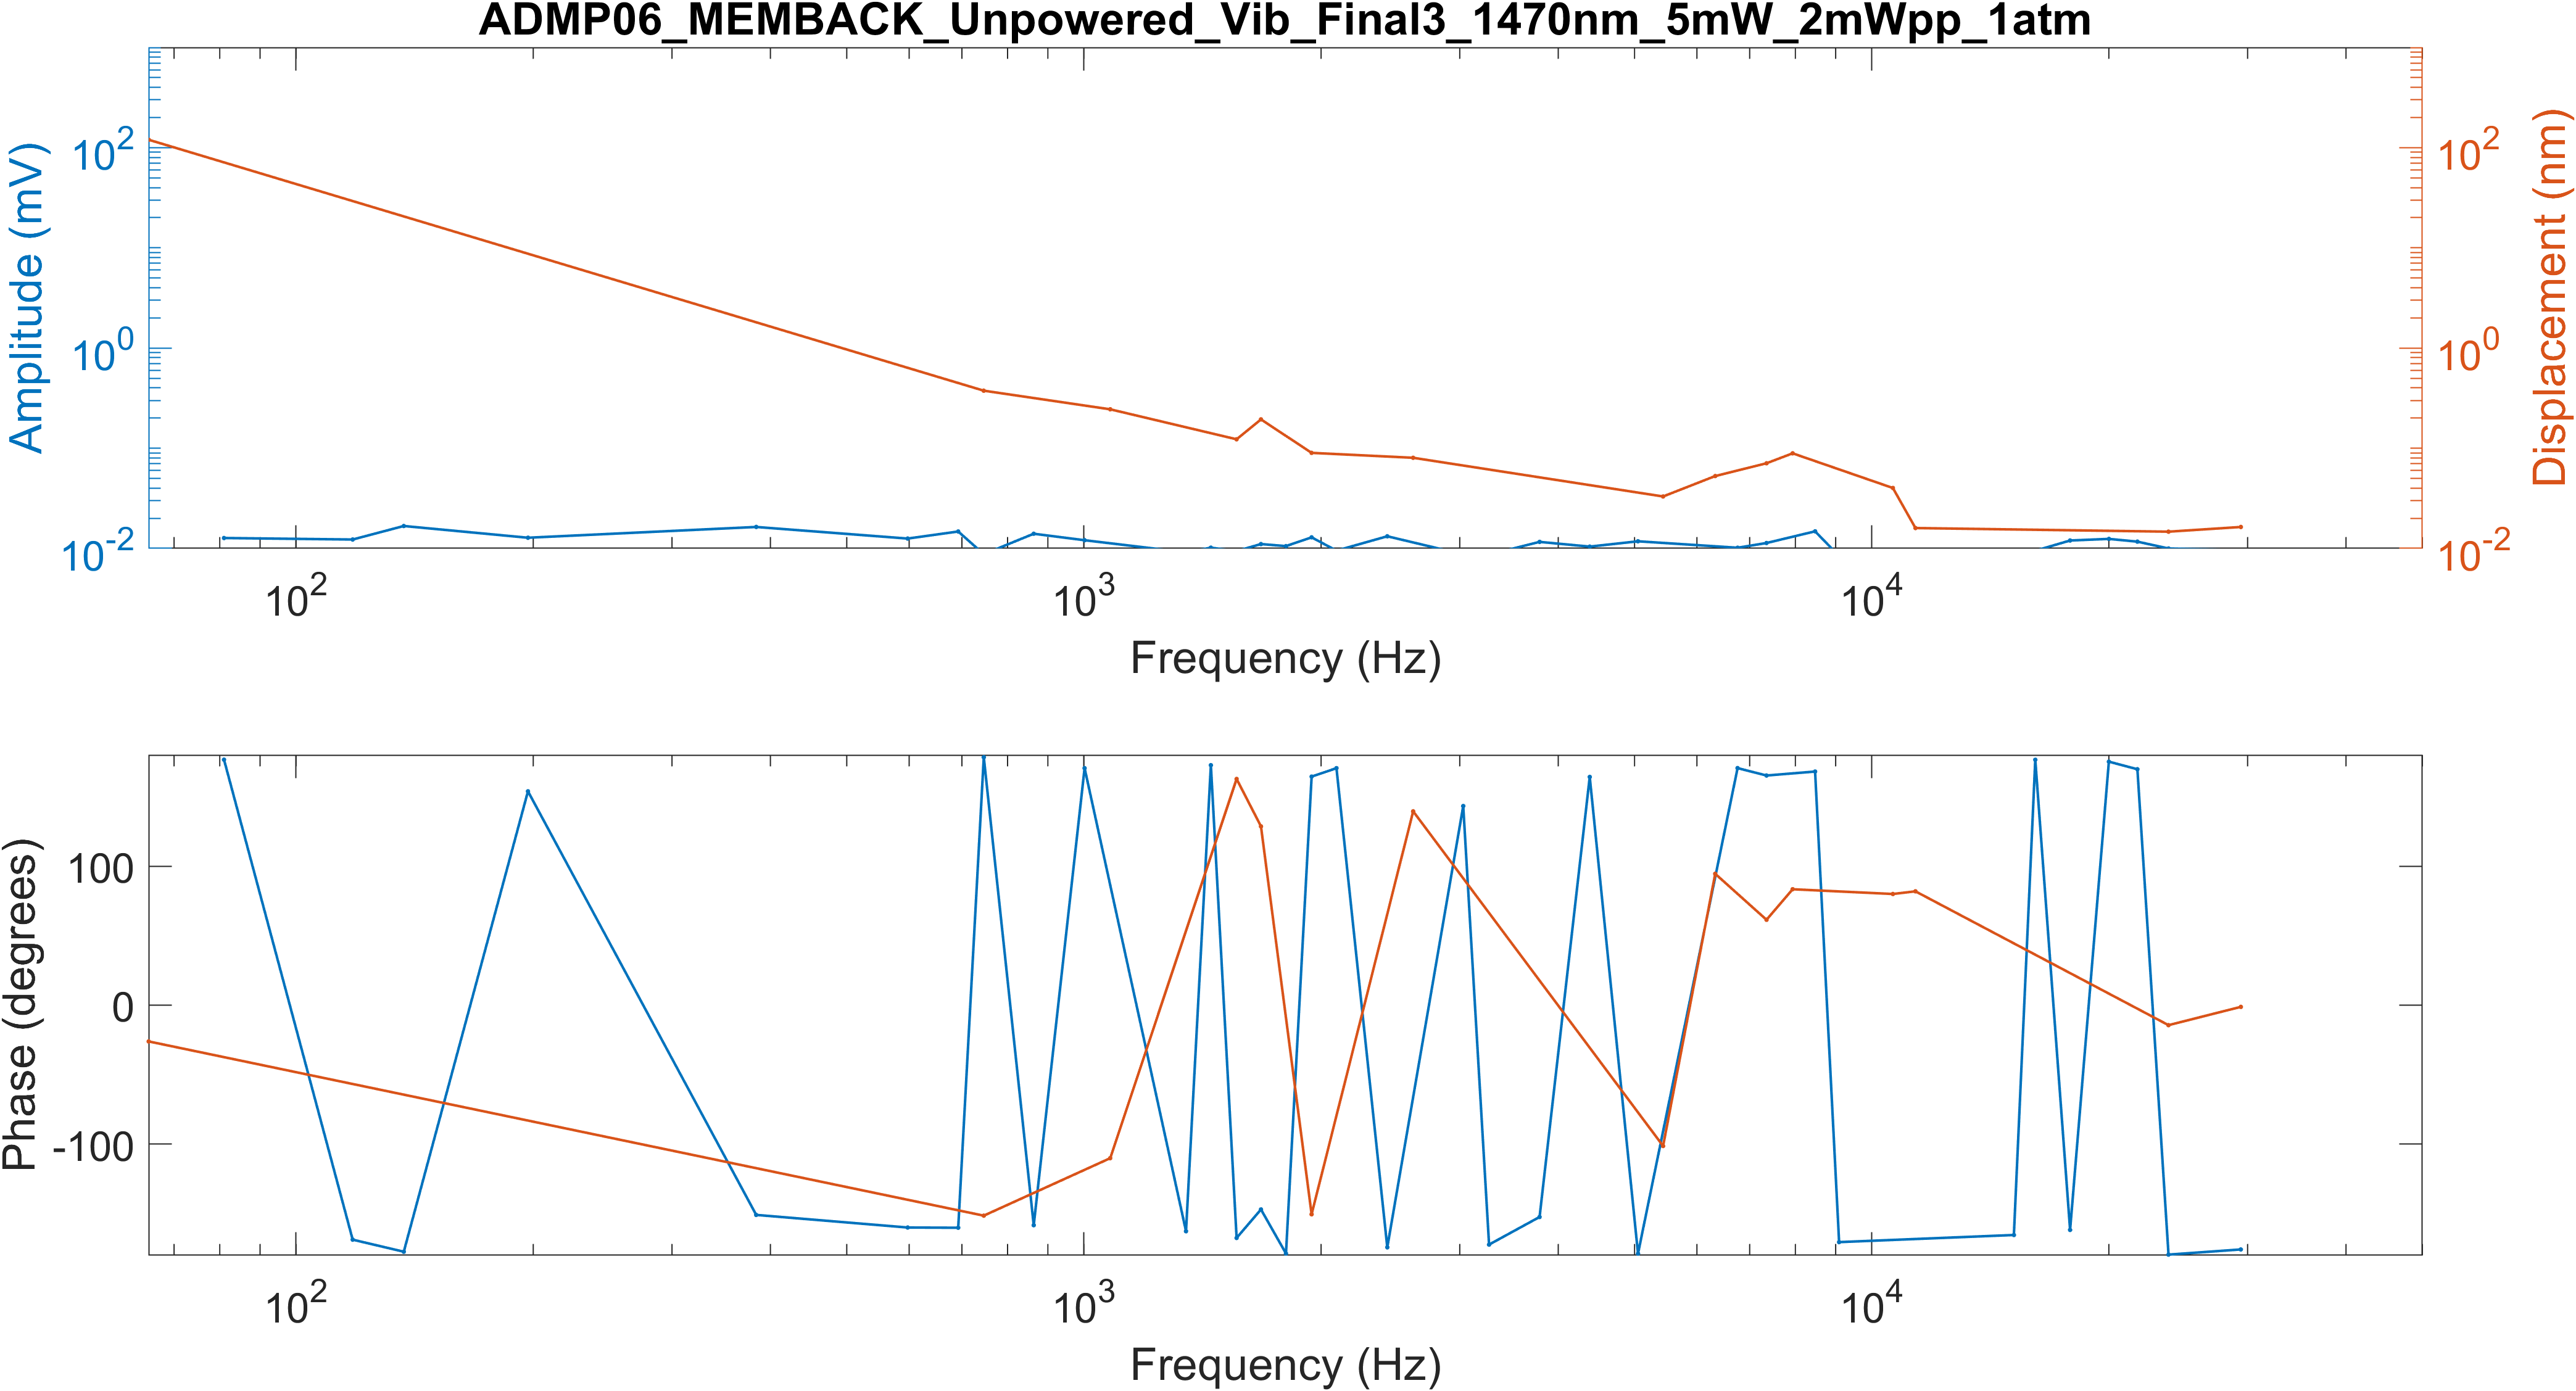 ADMP06_MEMBACK_Unpowered_Vib_Final3_1470nm_5mW_2mWpp_1atm
Amplitude (mV)
10^2
10^0
10^-2
Displacement (nm)
10^2
10^0
10^-2
10^2 10^3 10^4
Frequency (Hz)
Phase (degrees)
100
0
-100
10^2 10^3 10^4
Frequency (Hz)